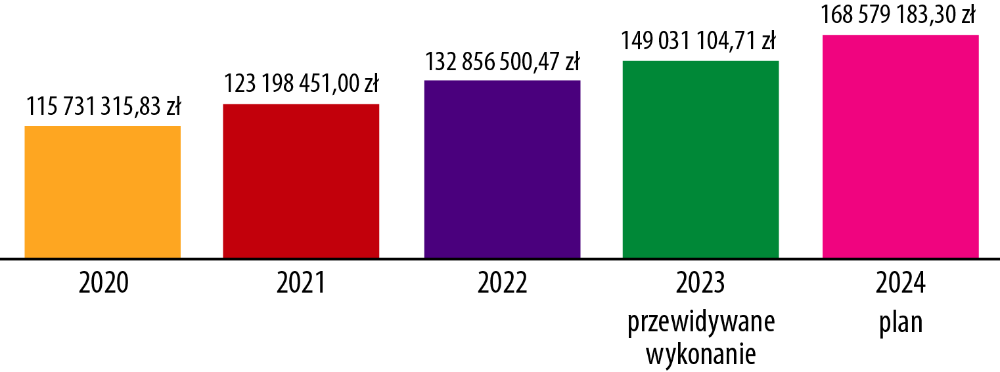 115 731 315,83 zł
123 198 451,00 zł
132 856 500,47 zł
149 031 104,71 zł
168 579 183,30 zł
2020
2021
2022
2023
2024
przewidywane
wykonanie
plan